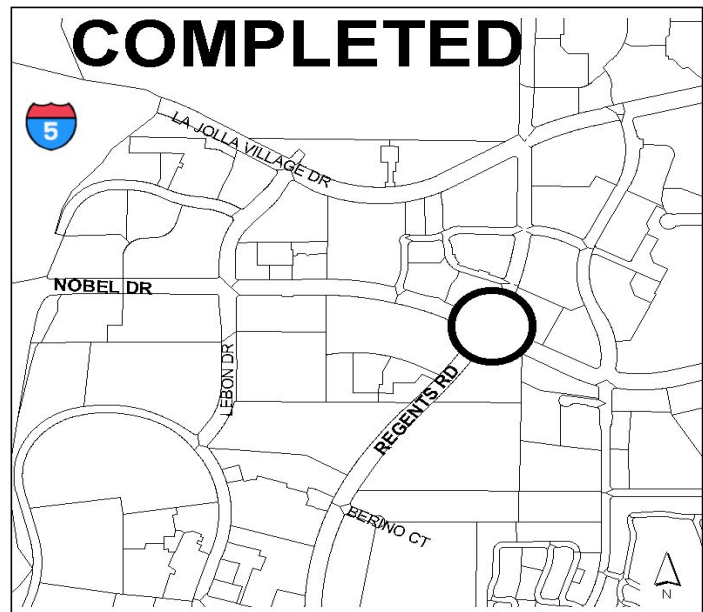 COMPLETED
5
LA JOLLA VILLAGE DR
NOBEL DR
LEBON DR
REGENTS RD
BERINO CT
N